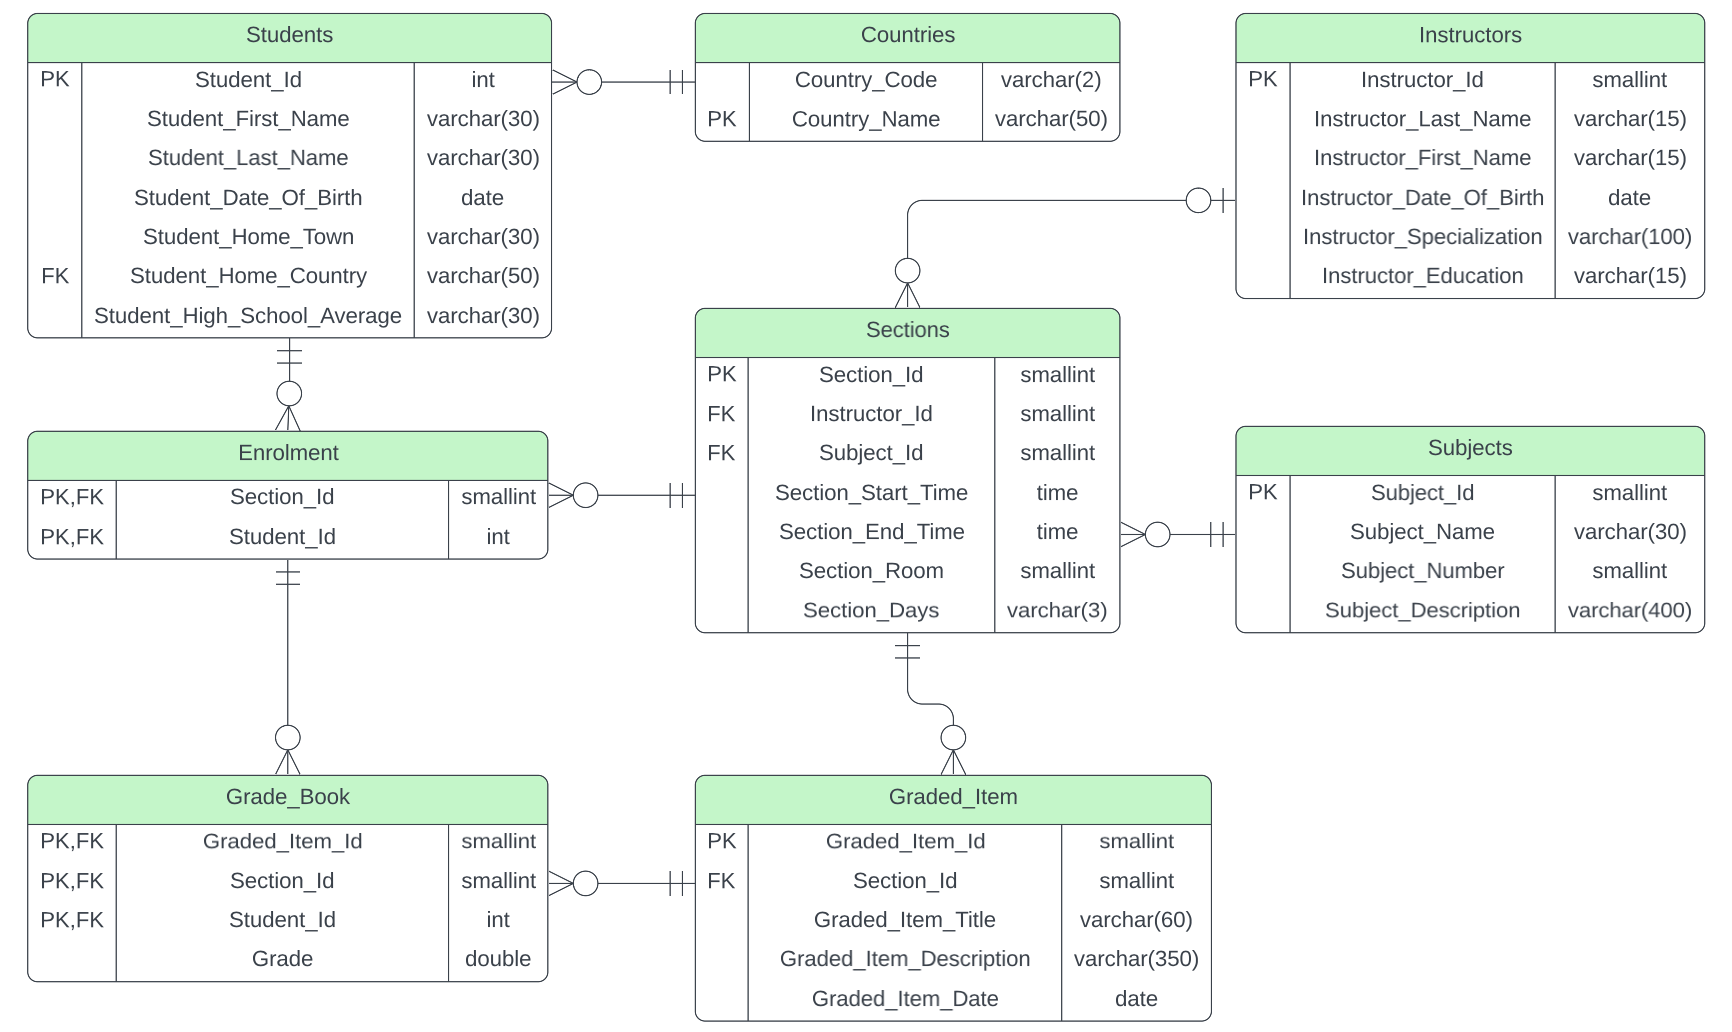 Students
PK Student_Id int
Student_First_Name varchar(30)
Student_Last_Name varchar(30)
Student_Date_Of_Birth date
Student_Home_Town varchar(30)
FK Student_Home_Country varchar(50)
Student_High_School_Average varchar(30)
Countries
Country_Code varchar(2)
PK Country_Name varchar(50)
Instructors
PK Instructor_Id smallint
Instructor_Last_Name varchar(15)
Instructor_First_Name varchar(15)
Instructor_Date_Of_Birth date
Instructor_Specialization varchar(100)
Instructor_Education varchar(15)
Sections
PK Section_Id smallint
FK Instructor_Id smallint
FK Subject_Id smallint
Section_Start_Time time
Section_End_Time time
Section_Room smallint
Section_Days varchar(3)
Enrolment
PK,FK Section_Id smallint
PK,FK Student_Id int
Subjects
PK Subject_Id smallint
Subject_Name varchar(30)
Subject_Number smallint
Subject_Description varchar(400)
Grade_Book
PK,FK Graded_Item_Id smallint
PK,FK Section_Id smallint
PK,FK Student_Id int
Grade double
Graded_Item
PK Graded_Item_Id smallint
FK Section_Id smallint
Graded_Item_Title varchar(60)
Graded_Item_Description varchar(350)
Graded_Item_Date date